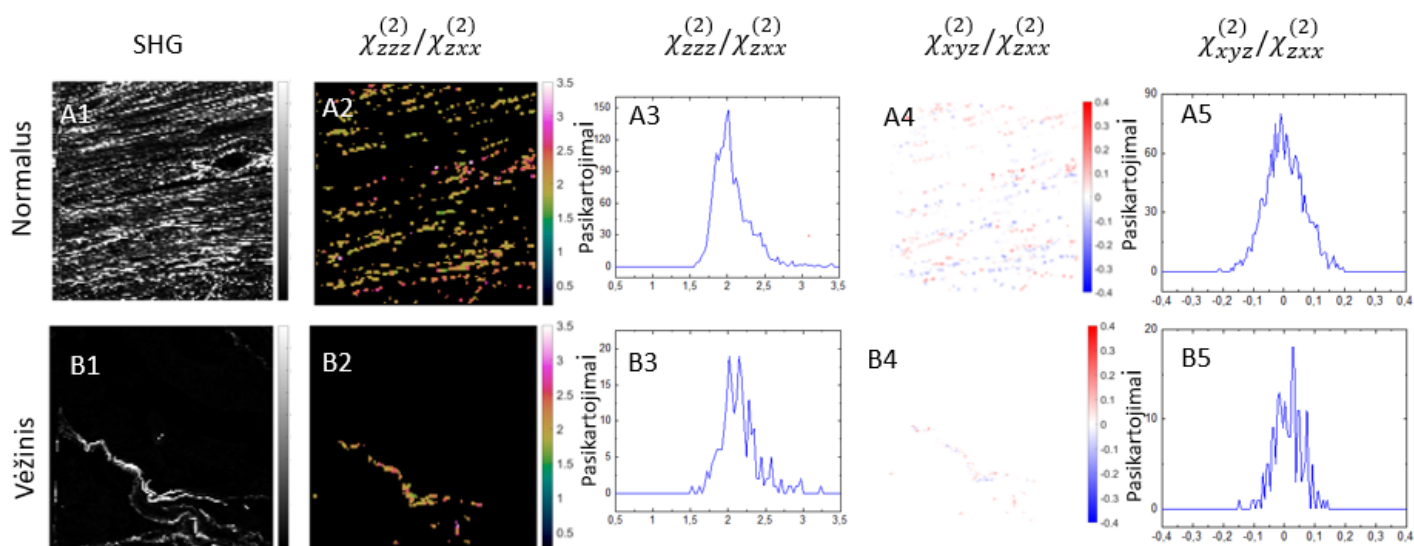 SHG
χ_{zzz}^{(2)}/χ_{zxx}^{(2)}
χ_{zzz}^{(2)}/χ_{zxx}^{(2)}
χ_{xyz}^{(2)}/χ_{zxx}^{(2)}
χ_{xyz}^{(2)}/χ_{zxx}^{(2)}
Normalus
A1
A2
3.5
3
2.5
2
1.5
1
0.5
Pasikartojimai
A3
150
120
90
60
30
0
0,5 1 1,5 2 2,5 3 3,5
A4
0.4
0.3
0.2
0.1
0
-0.1
-0.2
-0.3
-0.4
Pasikartojimai
A5
90
60
30
0
-0,4 -0,3 -0,2 -0,1 0 0,1 0,2 0,3 0,4
Vėžinis
B1
B2
3.5
3
2.5
2
1.5
1
0.5
Pasikartojimai
B3
20
15
10
5
0
0,5 1 1,5 2 2,5 3 3,5
B4
0.4
0.3
0.2
0.1
0
-0.1
-0.2
-0.3
-0.4
Pasikartojimai
B5
20
10
0
-0,4 -0,3 -0,2 -0,1 0 0,1 0,2 0,3 0,4